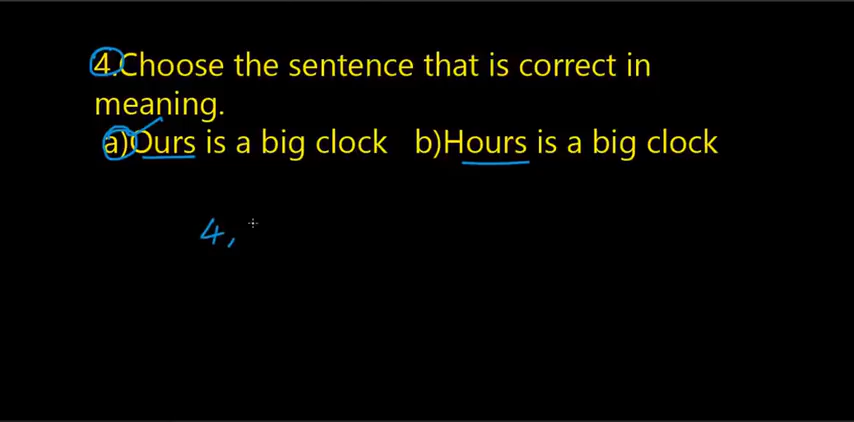 4.Choose the sentence that is correct in
meaning.
a)Ours is a big clock b)Hours is a big clock
4,